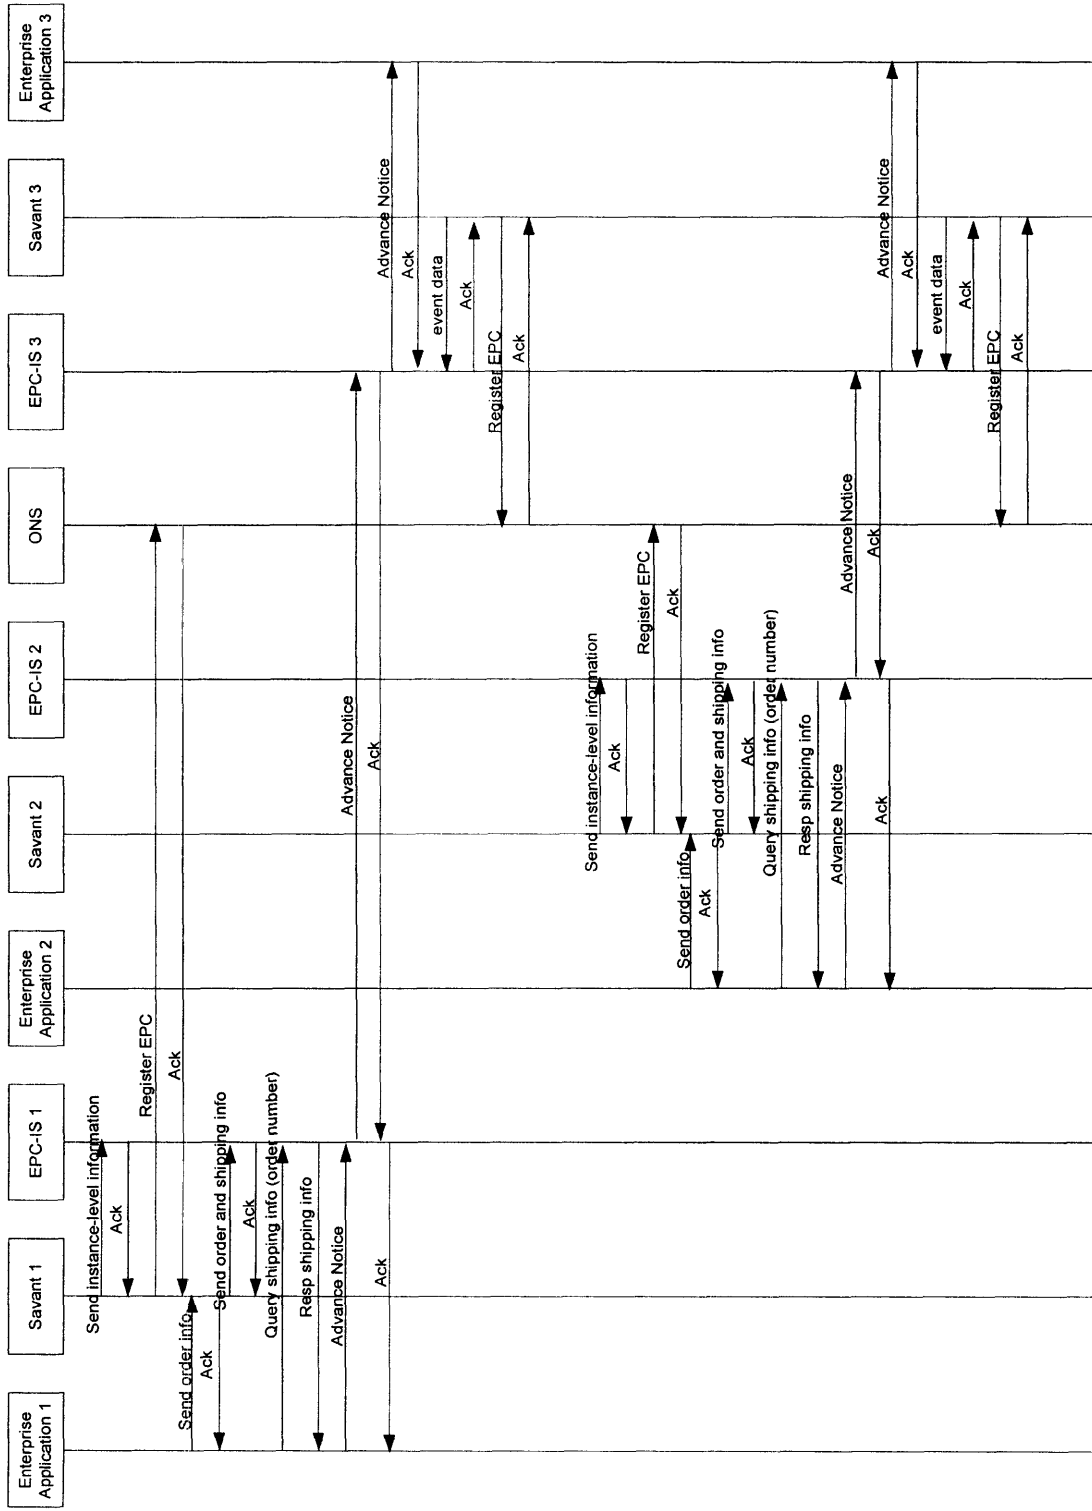 Enterprise
Application 1
Savant 1
EPC-IS 1
Enterprise
Application 2
Savant 2
EPC-IS 2
ONS
EPC-IS 3
Savant 3
Enterprise
Application 3
Send instance-level information
Ack
Register EPC
Ack
Send order info
Ack
Send order and shipping info
Ack
Query shipping info (order number)
Resp shipping info
Advance Notice
Advance Notice
Ack
Ack
Advance Notice
Ack
event data
Ack
Register EPC
Ack
Send instance-level information
Ack
Register EPC
Ack
Send order info
Ack
Send order and shipping info
Ack
Query shipping info (order number)
Resp shipping info
Advance Notice
Advance Notice
Ack
Ack
Advance Notice
Ack
event data
Ack
Register EPC
Ack